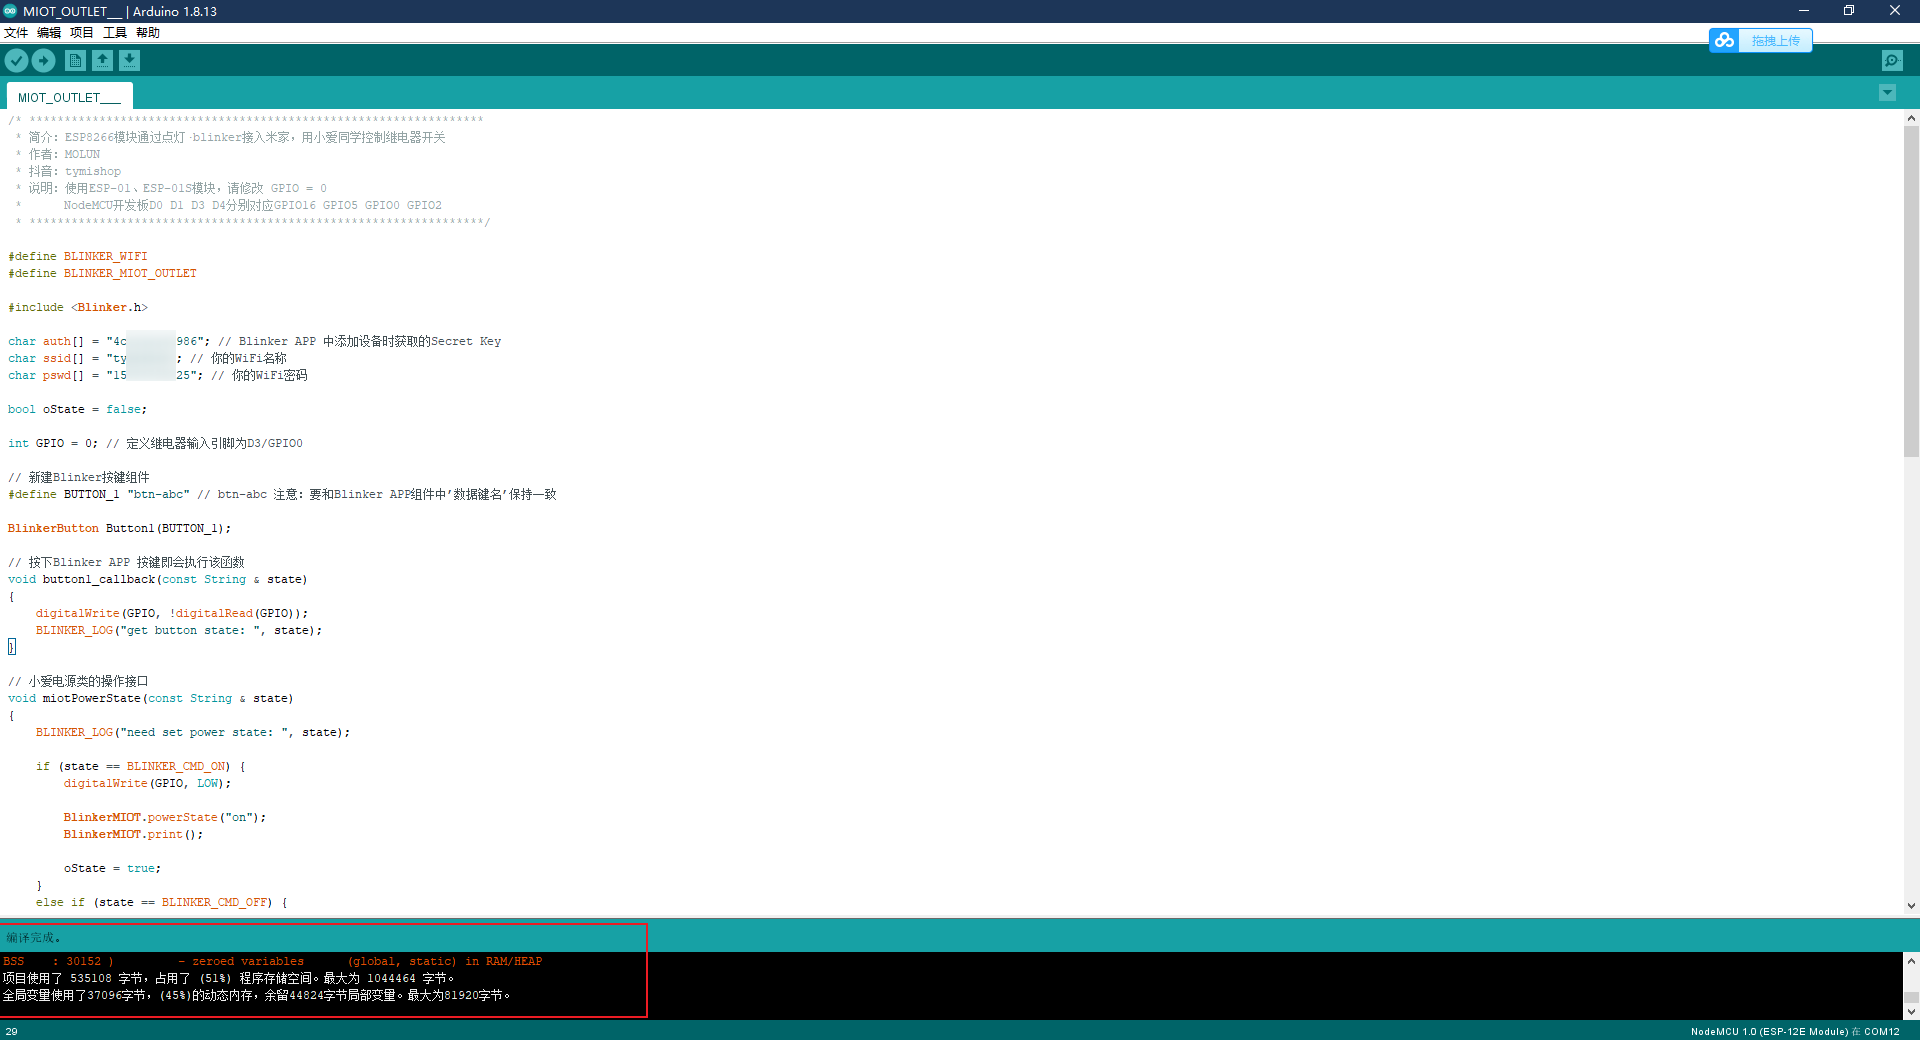 MIOT_OUTLET___ | Arduino 1.8.13
文件 编辑 项目 工具 帮助
拖拽上传
MIOT_OUTLET___
/* *****************************************************************
 * 简介: ESP8266模块通过点灯·blinker接入米家，用小爱同学控制继电器开关
 * 作者: MOLUN
 * 抖音: tymishop
 * 说明: 使用ESP-01、ESP-01S模块，请修改 GPIO = 0
 *      NodeMCU开发板D0 D1 D3 D4分别对应GPIO16 GPIO5 GPIO0 GPIO2
 * *****************************************************************/
#define BLINKER_WIFI
#define BLINKER_MIOT_OUTLET
#include <Blinker.h>
char auth[] = "4c 986"; // Blinker APP 中添加设备时获取的Secret Key
char ssid[] = "ty ; // 你的WiFi名称
char pswd[] = "15 25"; // 你的WiFi密码
bool oState = false;
int GPIO = 0; // 定义继电器输入引脚为D3/GPIO0
// 新建Blinker按键组件
#define BUTTON_1 "btn-abc" // btn-abc 注意: 要和Blinker APP组件中'数据键名'保持一致
BlinkerButton Button1(BUTTON_1);
// 按下Blinker APP 按键即会执行该函数
void button1_callback(const String & state)
{
    digitalWrite(GPIO, !digitalRead(GPIO));
    BLINKER_LOG("get button state: ", state);
}
// 小爱电源类的操作接口
void miotPowerState(const String & state)
{
    BLINKER_LOG("need set power state: ", state);
    if (state == BLINKER_CMD_ON) {
        digitalWrite(GPIO, LOW);
        BlinkerMIOT.powerState("on");
        BlinkerMIOT.print();
        oState = true;
    }
    else if (state == BLINKER_CMD_OFF) {
编译完成。
BSS    : 30152 )         - zeroed variables      (global, static) in RAM/HEAP
项目使用了 535108 字节，占用了 (51%) 程序存储空间。最大为 1044464 字节。
全局变量使用了37096字节，(45%)的动态内存，余留44824字节局部变量。最大为81920字节。
29
NodeMCU 1.0 (ESP-12E Module) 在 COM12